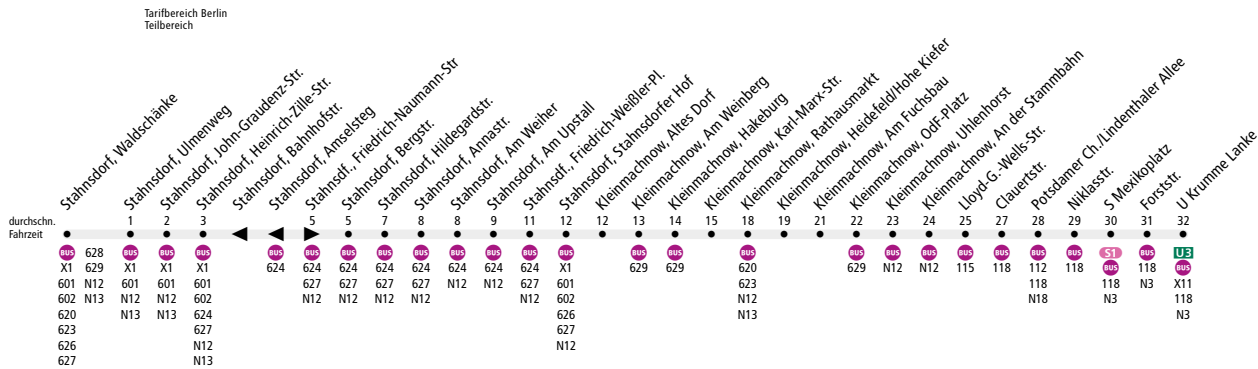 Tarifbereich Berlin
Teilbereich
Stahnsdorf, Waldschänke
Stahnsdorf, Ulmenweg
Stahnsdorf, John-Graudenz-Str.
Stahnsdorf, Heinrich-Zille-Str.
Stahnsdorf, Bahnhofstr.
Stahnsdorf, Amselsteg
Stahnsdf., Friedrich-Naumann-Str
Stahnsdorf, Bergstr.
Stahnsdorf, Hildegardstr.
Stahnsdorf, Annastr.
Stahnsdorf, Am Weiher
Stahnsdorf, Am Upstall
Stahnsdf., Friedrich-Weißler-Pl.
Stahnsdorf, Stahnsdorfer Hof
Kleinmachnow, Altes Dorf
Kleinmachnow, Am Weinberg
Kleinmachnow, Hakeburg
Kleinmachnow, Karl-Marx-Str.
Kleinmachnow, Rathausmarkt
Kleinmachnow, Heidefeld/Hohe Kiefer
Kleinmachnow, Am Fuchsbau
Kleinmachnow, OdF-Platz
Kleinmachnow, Uhlenhorst
Kleinmachnow, An der Stammbahn
Lloyd-G.-Wells-Str.
Clauertstr.
Potsdamer Ch./Lindenthaler Allee
Niklasstr.
S Mexikoplatz
Forststr.
U Krumme Lanke
durchschn. 1 2 3 5 5 7 8 8 9 11 12 12 13 14 15 18 19 21 22 23 24 25 27 28 29 30 31 32
Fahrzeit
BUS 628 BUS BUS BUS BUS BUS BUS BUS BUS BUS BUS BUS BUS BUS BUS BUS BUS BUS BUS BUS BUS BUS BUS S1 BUS U3
X1 629 X1 X1 X1 624 624 624 624 624 624 624 624 X1 629 629 620 629 N12 N12 115 118 112 118 BUS 118 BUS
601 N12 601 601 601 627 N12 627 627 N12 N12 627 601 623 118 118 N3 X11
602 N13 N12 N12 602 N12 N12 N12 N12 602 N12 N18 N3 118
620 N13 N13 624 626 N13 N3
623 627 627
626 N12 N12
627 N13